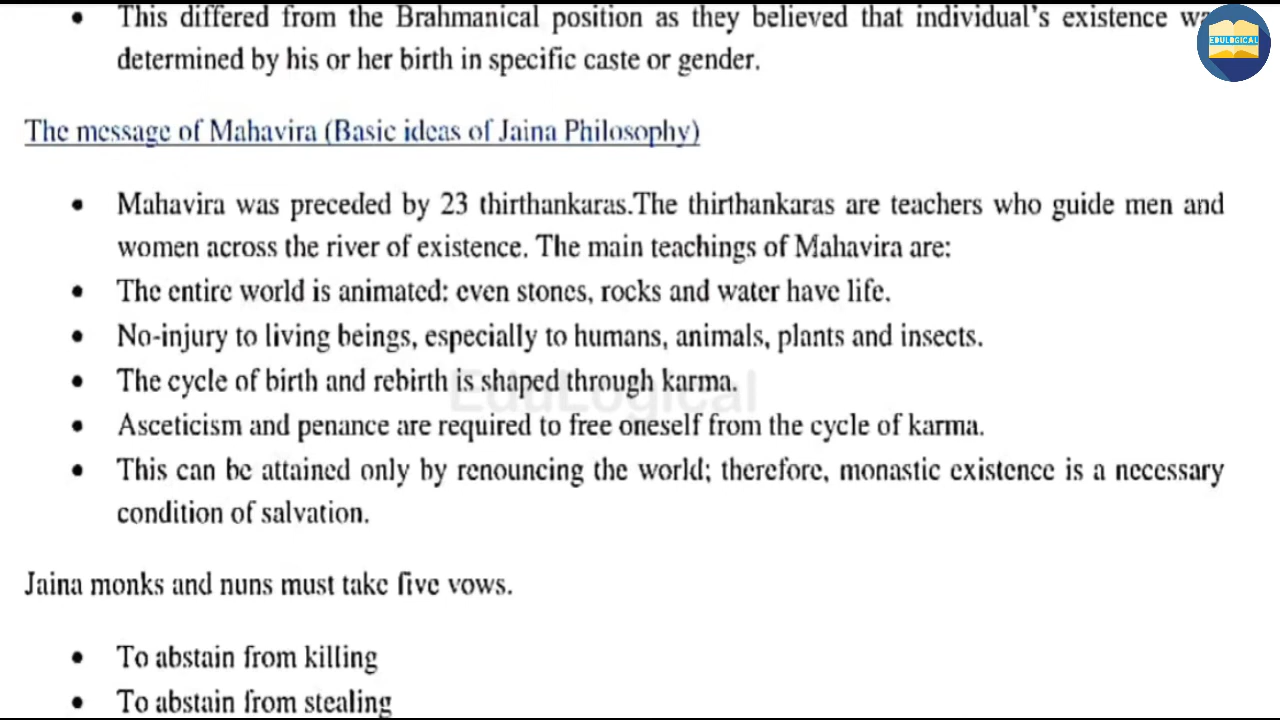 • This differed from the Brahmanical position as they believed that individual's existence
determined by his or her birth in specific caste or gender.
EDULOGICAL
The message of Mahavira (Basic ideas of Jaina Philosophy)
• Mahavira was preceded by 23 thirthankaras.The thirthankaras are teachers who guide men and
women across the river of existence. The main teachings of Mahavira are:
• The entire world is animated: even stones, rocks and water have life.
• No-injury to living beings, especially to humans, animals, plants and insects.
• The cycle of birth and rebirth is shaped through karma.
EduLogical
• Asceticism and penance are required to free oneself from the cycle of karma.
• This can be attained only by renouncing the world; therefore, monastic existence is a necessary
condition of salvation.
Jaina monks and nuns must take five vows.
• To abstain from killing
• To abstain from stealing